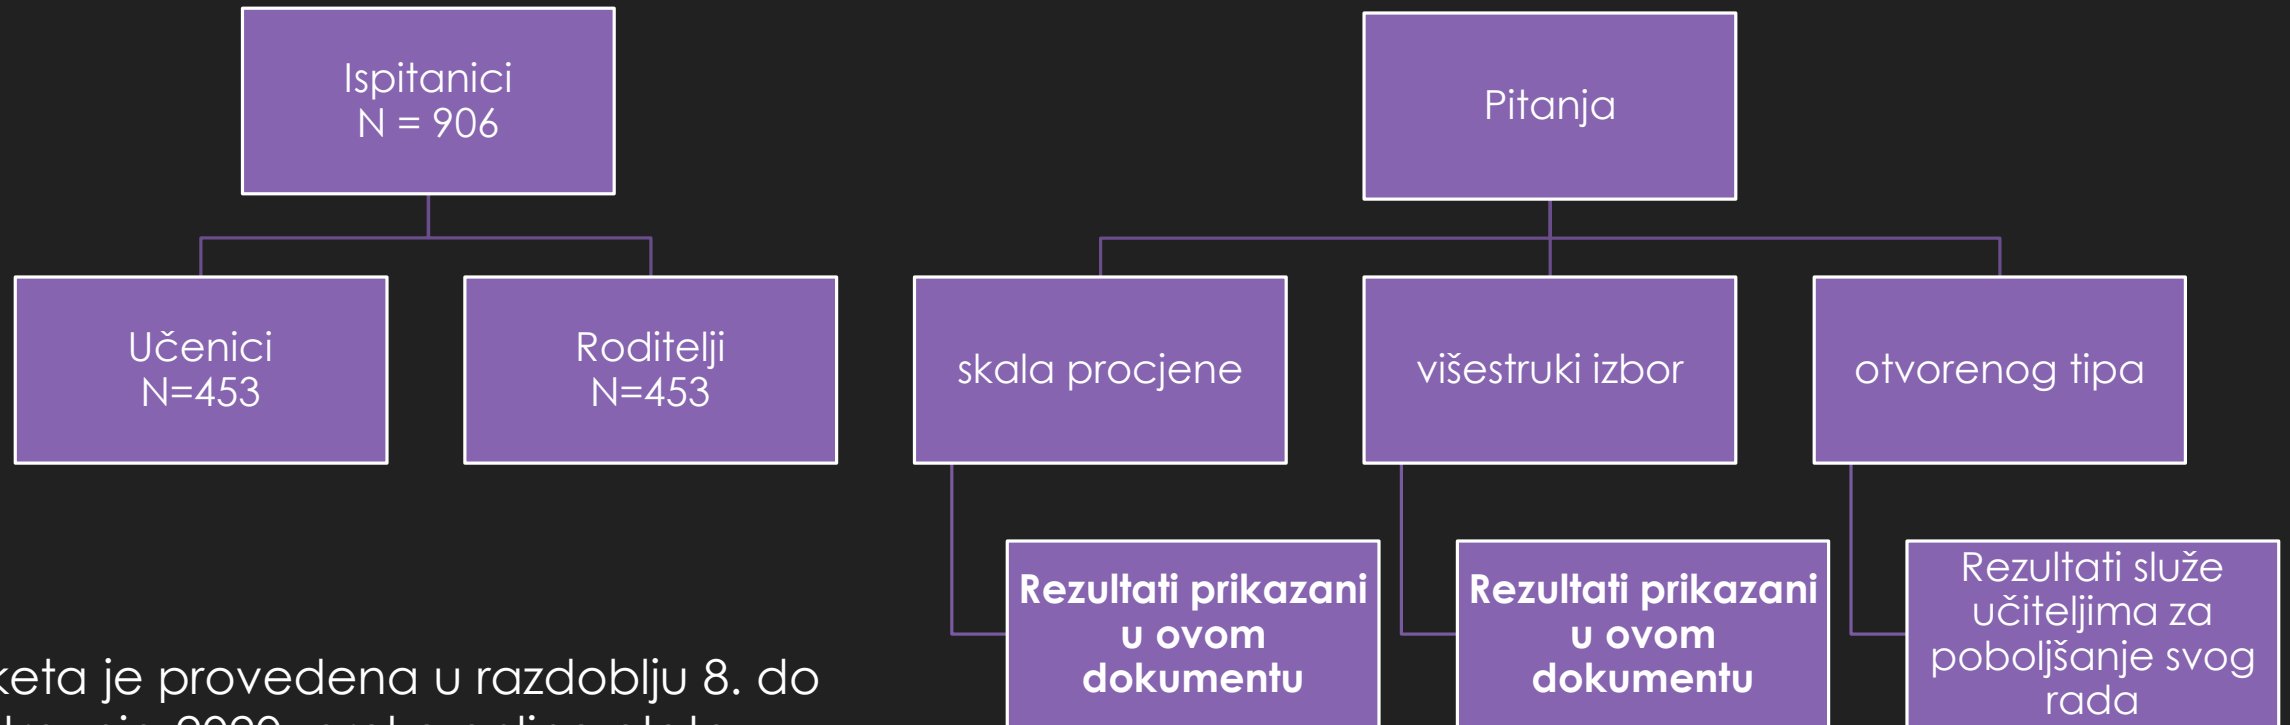 Ispitanici
N = 906
Učenici
N=453
Roditelji
N=453
Pitanja
skala procjene
višestruki izbor
otvorenog tipa
Rezultati prikazani
u ovom
dokumentu
Rezultati prikazani
u ovom
dokumentu
Rezultati služe
učiteljima za
poboljšanje svog
rada
je provedena u razdoblju 8. do